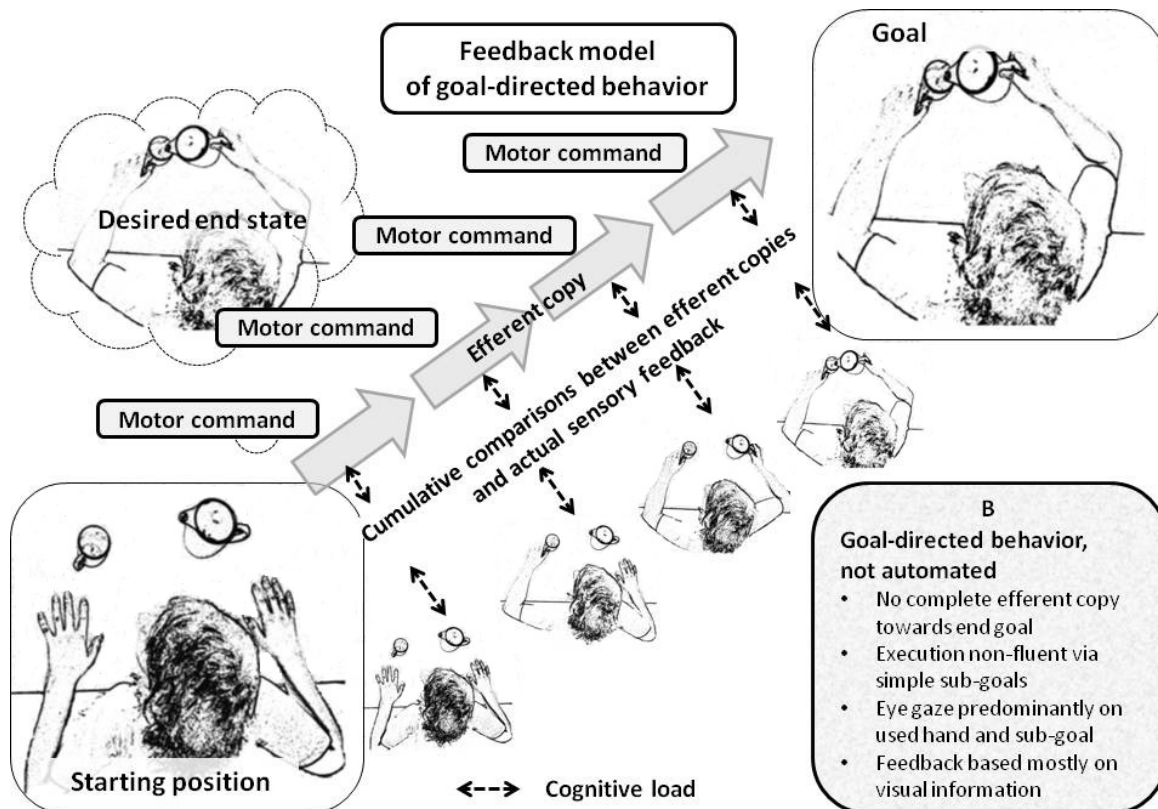 Feedback model
of goal-directed behavior
Goal
Motor command
Desired end state
Motor command
Motor command
Efferent copy
Motor command
Cumulative comparisons between efferent copies
and actual sensory feedback
Starting position
Cognitive load
B
Goal-directed behavior,
not automated
• No complete efferent copy
towards end goal
• Execution non-fluent via
simple sub-goals
• Eye gaze predominantly on
used hand and sub-goal
• Feedback based mostly on
visual information